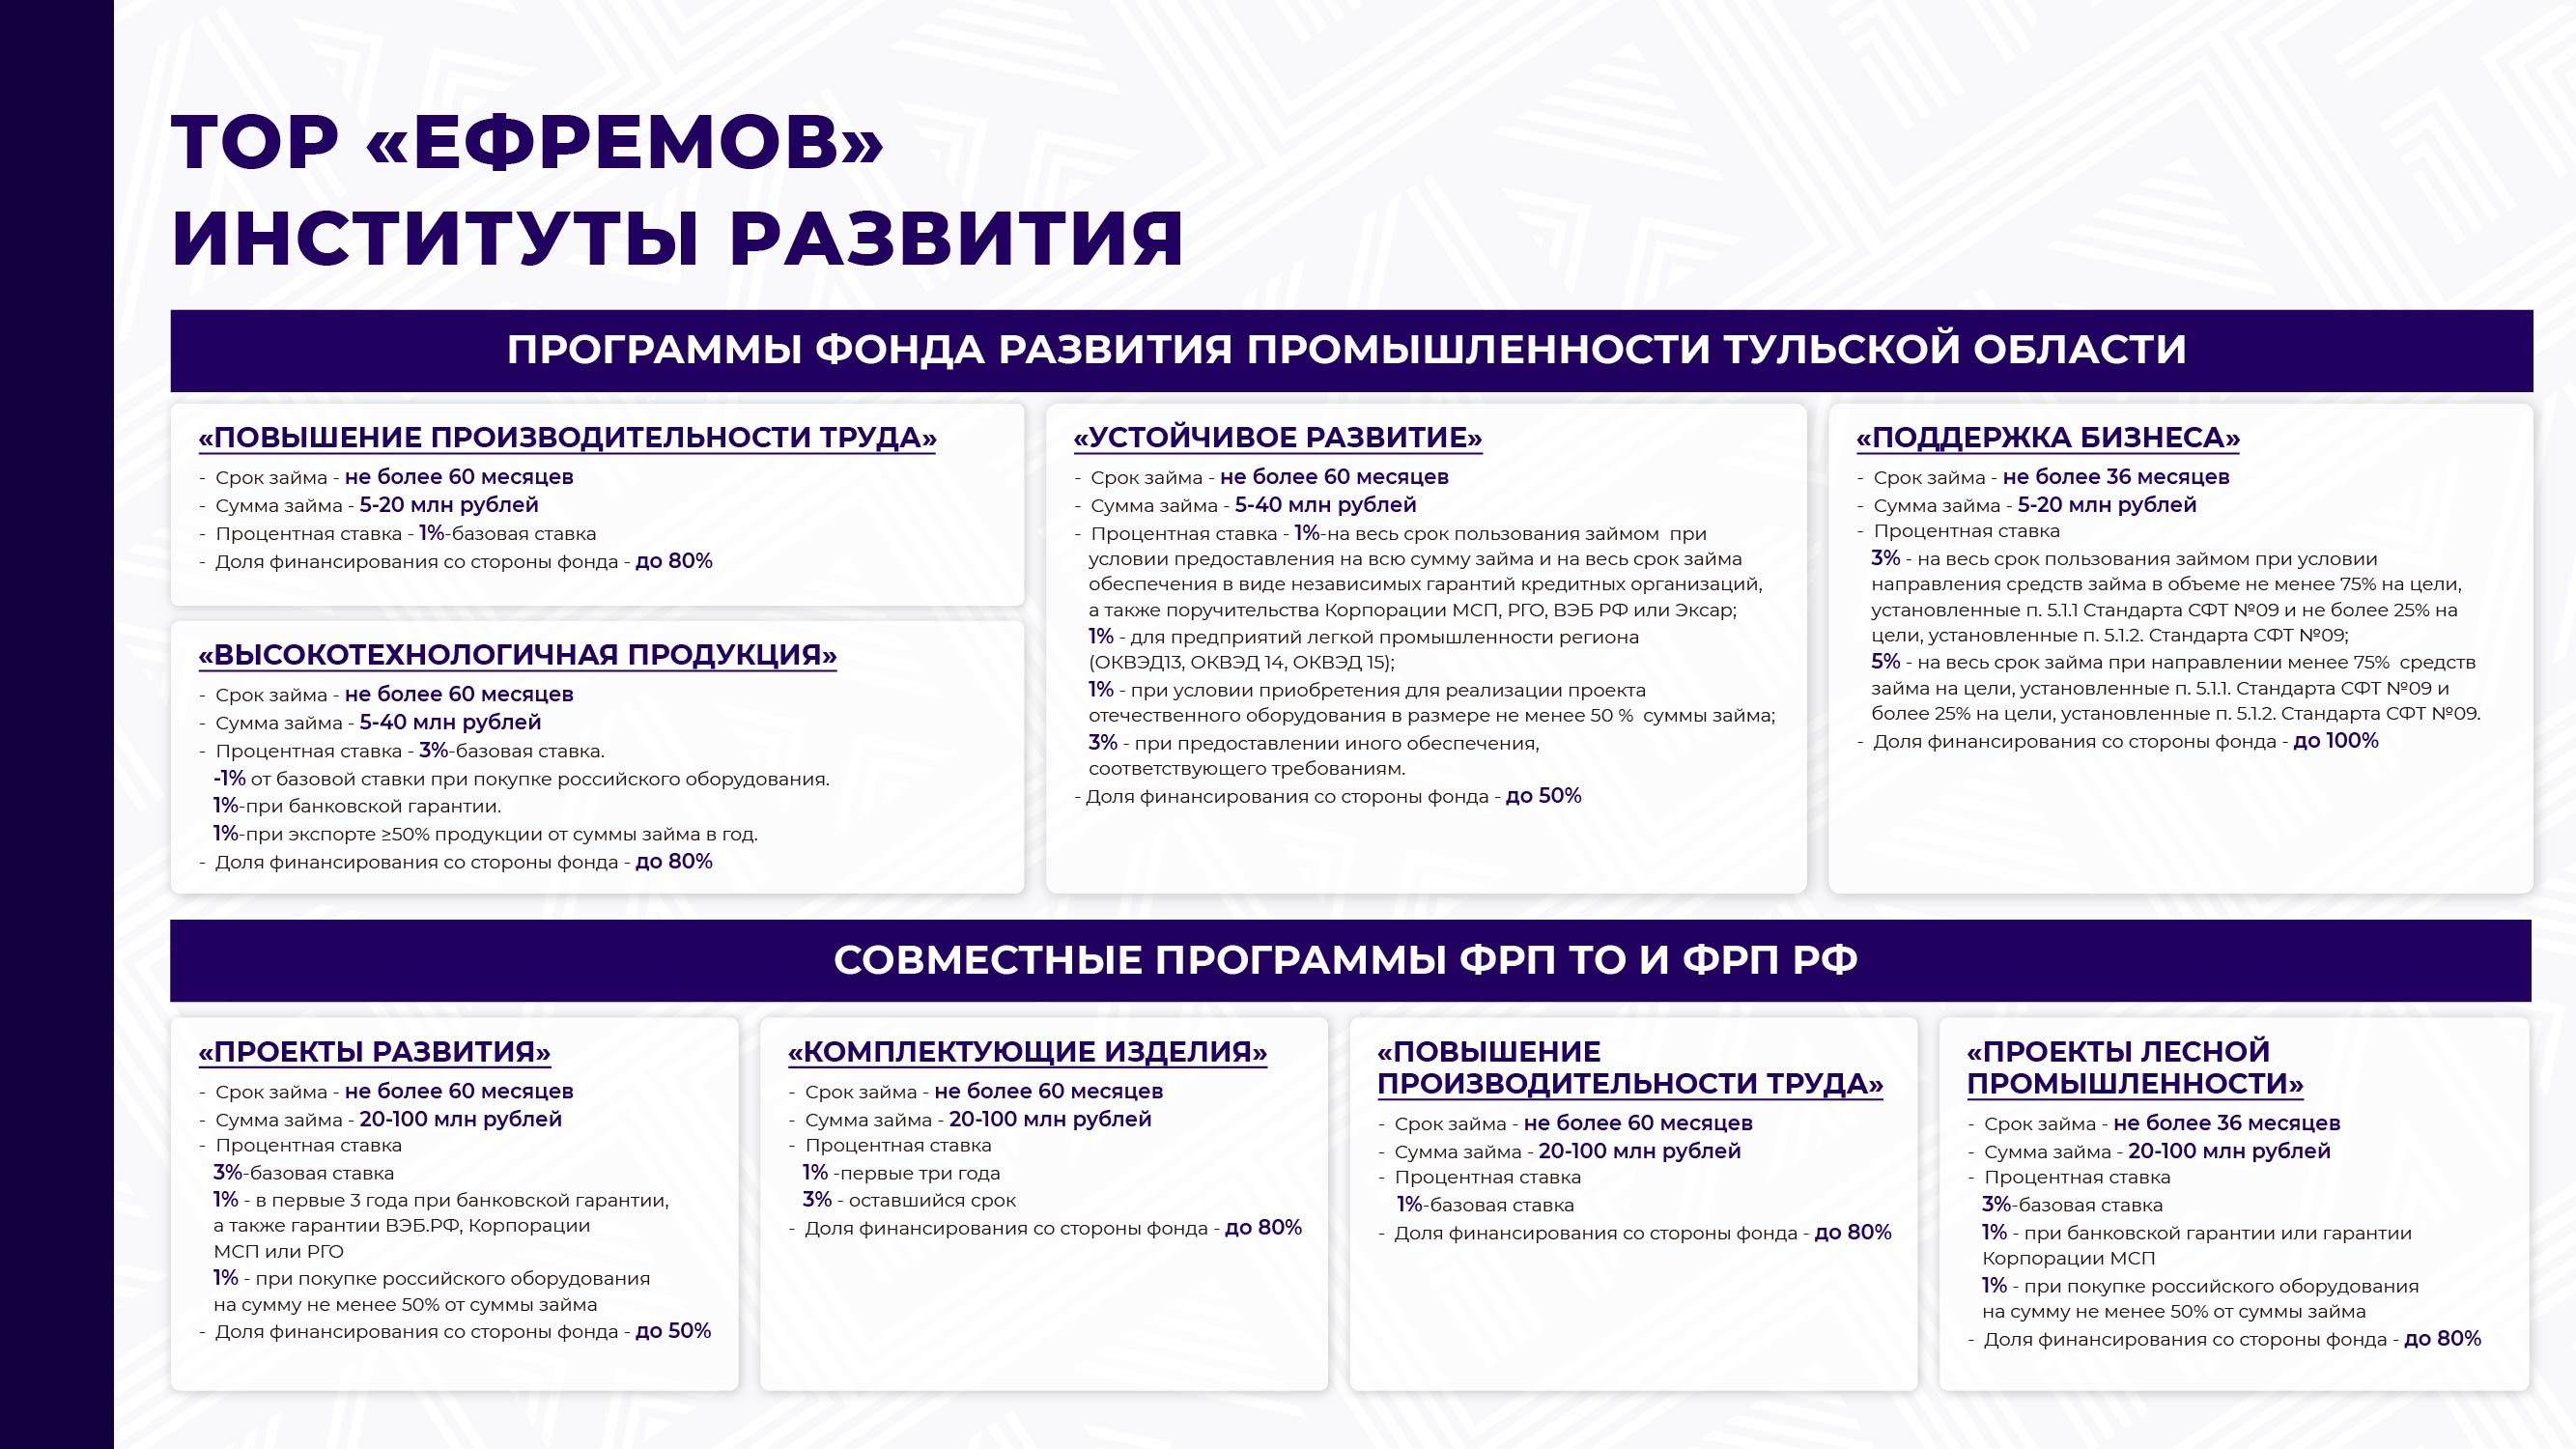 ТОР «ЕФРЕМОВ»
ИНСТИТУТЫ РАЗВИТИЯ
ПРОГРАММЫ ФОНДА РАЗВИТИЯ ПРОМЫШЛЕННОСТИ ТУЛЬСКОЙ ОБЛАСТИ
«ПОВЫШЕНИЕ ПРОИЗВОДИТЕЛЬНОСТИ ТРУДА»
- Срок займа - не более 60 месяцев
- Сумма займа - 5-20 млн рублей
- Процентная ставка - 1%-базовая ставка
- Доля финансирования со стороны фонда - до 80%
«ВЫСОКОТЕХНОЛОГИЧНАЯ ПРОДУКЦИЯ»
- Срок займа - не более 60 месяцев
- Сумма займа - 5-40 млн рублей
- Процентная ставка - 3%-базовая ставка.
-1% от базовой ставки при покупке российского оборудования.
1%-при банковской гарантии.
1%-при экспорте ≥50% продукции от суммы займа в год.
- Доля финансирования со стороны фонда - до 80%
«УСТОЙЧИВОЕ РАЗВИТИЕ»
- Срок займа - не более 60 месяцев
- Сумма займа - 5-40 млн рублей
- Процентная ставка - 1%-на весь срок пользования займом при
условии предоставления на всю сумму займа и на весь срок займа
обеспечения в виде независимых гарантий кредитных организаций,
а также поручительства Корпорации МСП, РГО, ВЭБ РФ или Эксар;
1% - для предприятий легкой промышленности региона
(ОКВЭД13, ОКВЭД 14, ОКВЭД 15);
1% - при условии приобретения для реализации проекта
отечественного оборудования в размере не менее 50 % суммы займа;
3% - при предоставлении иного обеспечения,
соответствующего требованиям.
- Доля финансирования со стороны фонда - до 50%
«ПОДДЕРЖКА БИЗНЕСА»
- Срок займа - не более 36 месяцев
- Сумма займа - 5-20 млн рублей
- Процентная ставка
3% - на весь срок пользования займом при условии
направления средств займа в объеме не менее 75% на цели,
установленные п. 5.1.1 Стандарта СФТ №09 и не более 25% на
цели, установленные п. 5.1.2. Стандарта СФТ №09;
5% - на весь срок займа при направлении менее 75% средств
займа на цели, установленные п. 5.1.1. Стандарта СФТ №09 и
более 25% на цели, установленные п. 5.1.2. Стандарта СФТ №09.
- Доля финансирования со стороны фонда - до 100%
СОВМЕСТНЫЕ ПРОГРАММЫ ФРП ТО И ФРП РФ
«ПРОЕКТЫ РАЗВИТИЯ»
- Срок займа - не более 60 месяцев
- Сумма займа - 20-100 млн рублей
- Процентная ставка
3%-базовая ставка
1% - в первые 3 года при банковской гарантии,
а также гарантии ВЭБ.РФ, Корпорации
МСП или РГО
1% - при покупке российского оборудования
на сумму не менее 50% от суммы займа
- Доля финансирования со стороны фонда - до 50%
«КОМПЛЕКТУЮЩИЕ ИЗДЕЛИЯ»
- Срок займа - не более 60 месяцев
- Сумма займа - 20-100 млн рублей
- Процентная ставка
1% -первые три года
3% - оставшийся срок
- Доля финансирования со стороны фонда - до 80%
«ПОВЫШЕНИЕ
ПРОИЗВОДИТЕЛЬНОСТИ ТРУДА»
- Срок займа - не более 60 месяцев
- Сумма займа - 20-100 млн рублей
- Процентная ставка
1%-базовая ставка
- Доля финансирования со стороны фонда - до 80%
«ПРОЕКТЫ ЛЕСНОЙ
ПРОМЫШЛЕННОСТИ»
- Срок займа - не более 36 месяцев
- Сумма займа - 20-100 млн рублей
- Процентная ставка
3%-базовая ставка
1% - при банковской гарантии или гарантии
Корпорации МСП
1% - при покупке российского оборудования
на сумму не менее 50% от суммы займа
- Доля финансирования со стороны фонда - до 80%